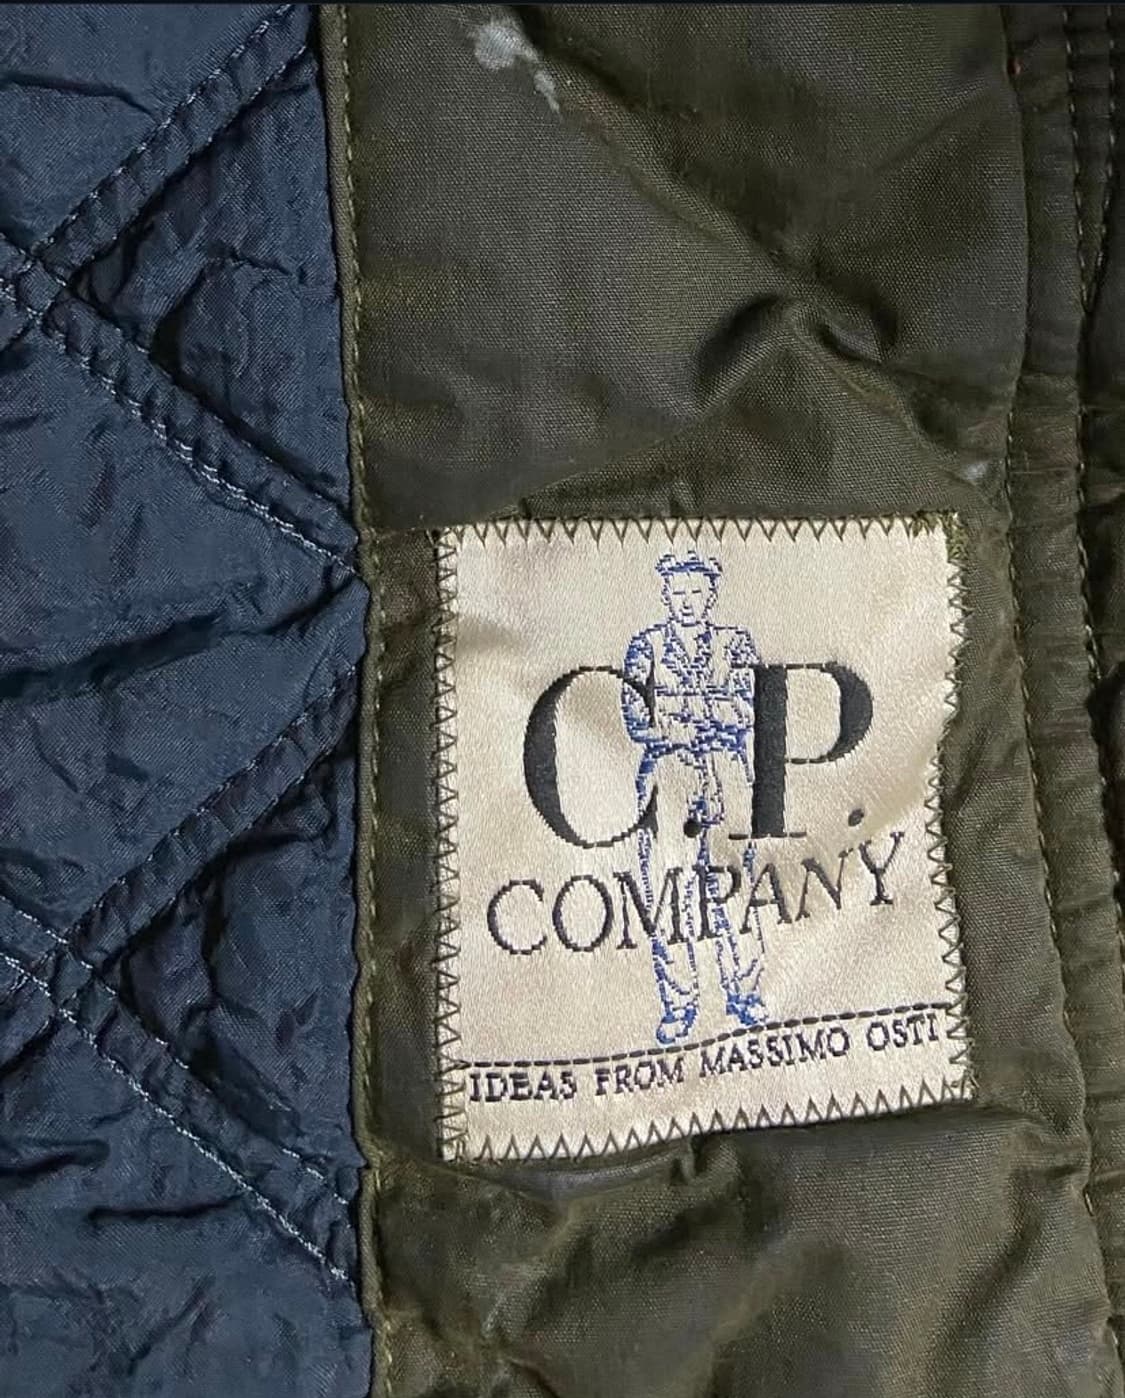 C.P.
COMPANY
IDEAS FROM MASSIMO OSTI